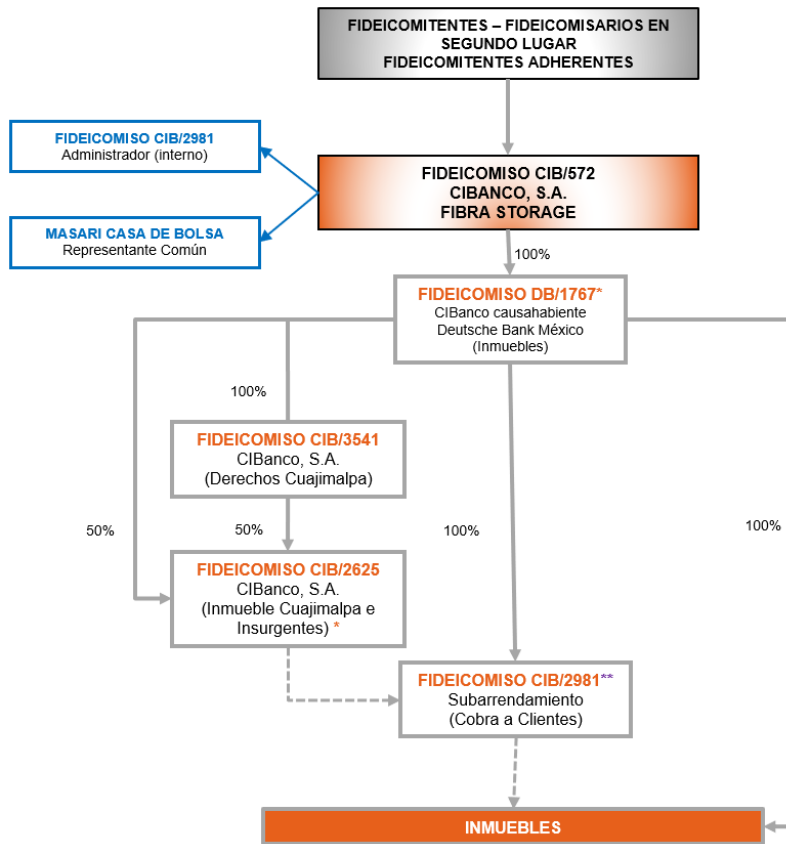 FIDEICOMITENTES – FIDEICOMISARIOS EN
SEGUNDO LUGAR
FIDEICOMITENTES ADHERENTES
FIDEICOMISO CIB/2981
Administrador (interno)
FIDEICOMISO CIB/572
CIBANCO, S.A.
FIBRA STORAGE
MASARI CASA DE BOLSA
Representante Común
100%
FIDEICOMISO DB/1767*
CIBanco causahabiente
Deutsche Bank México
(Inmuebles)
100%
FIDEICOMISO CIB/3541
CIBanco, S.A.
(Derechos Cuajimalpa)
50%
50%
100%
100%
FIDEICOMISO CIB/2625
CIBanco, S.A.
(Inmueble Cuajimalpa e
Insurgentes) *
FIDEICOMISO CIB/2981**
Subarrendamiento
(Cobra a Clientes)
INMUEBLES